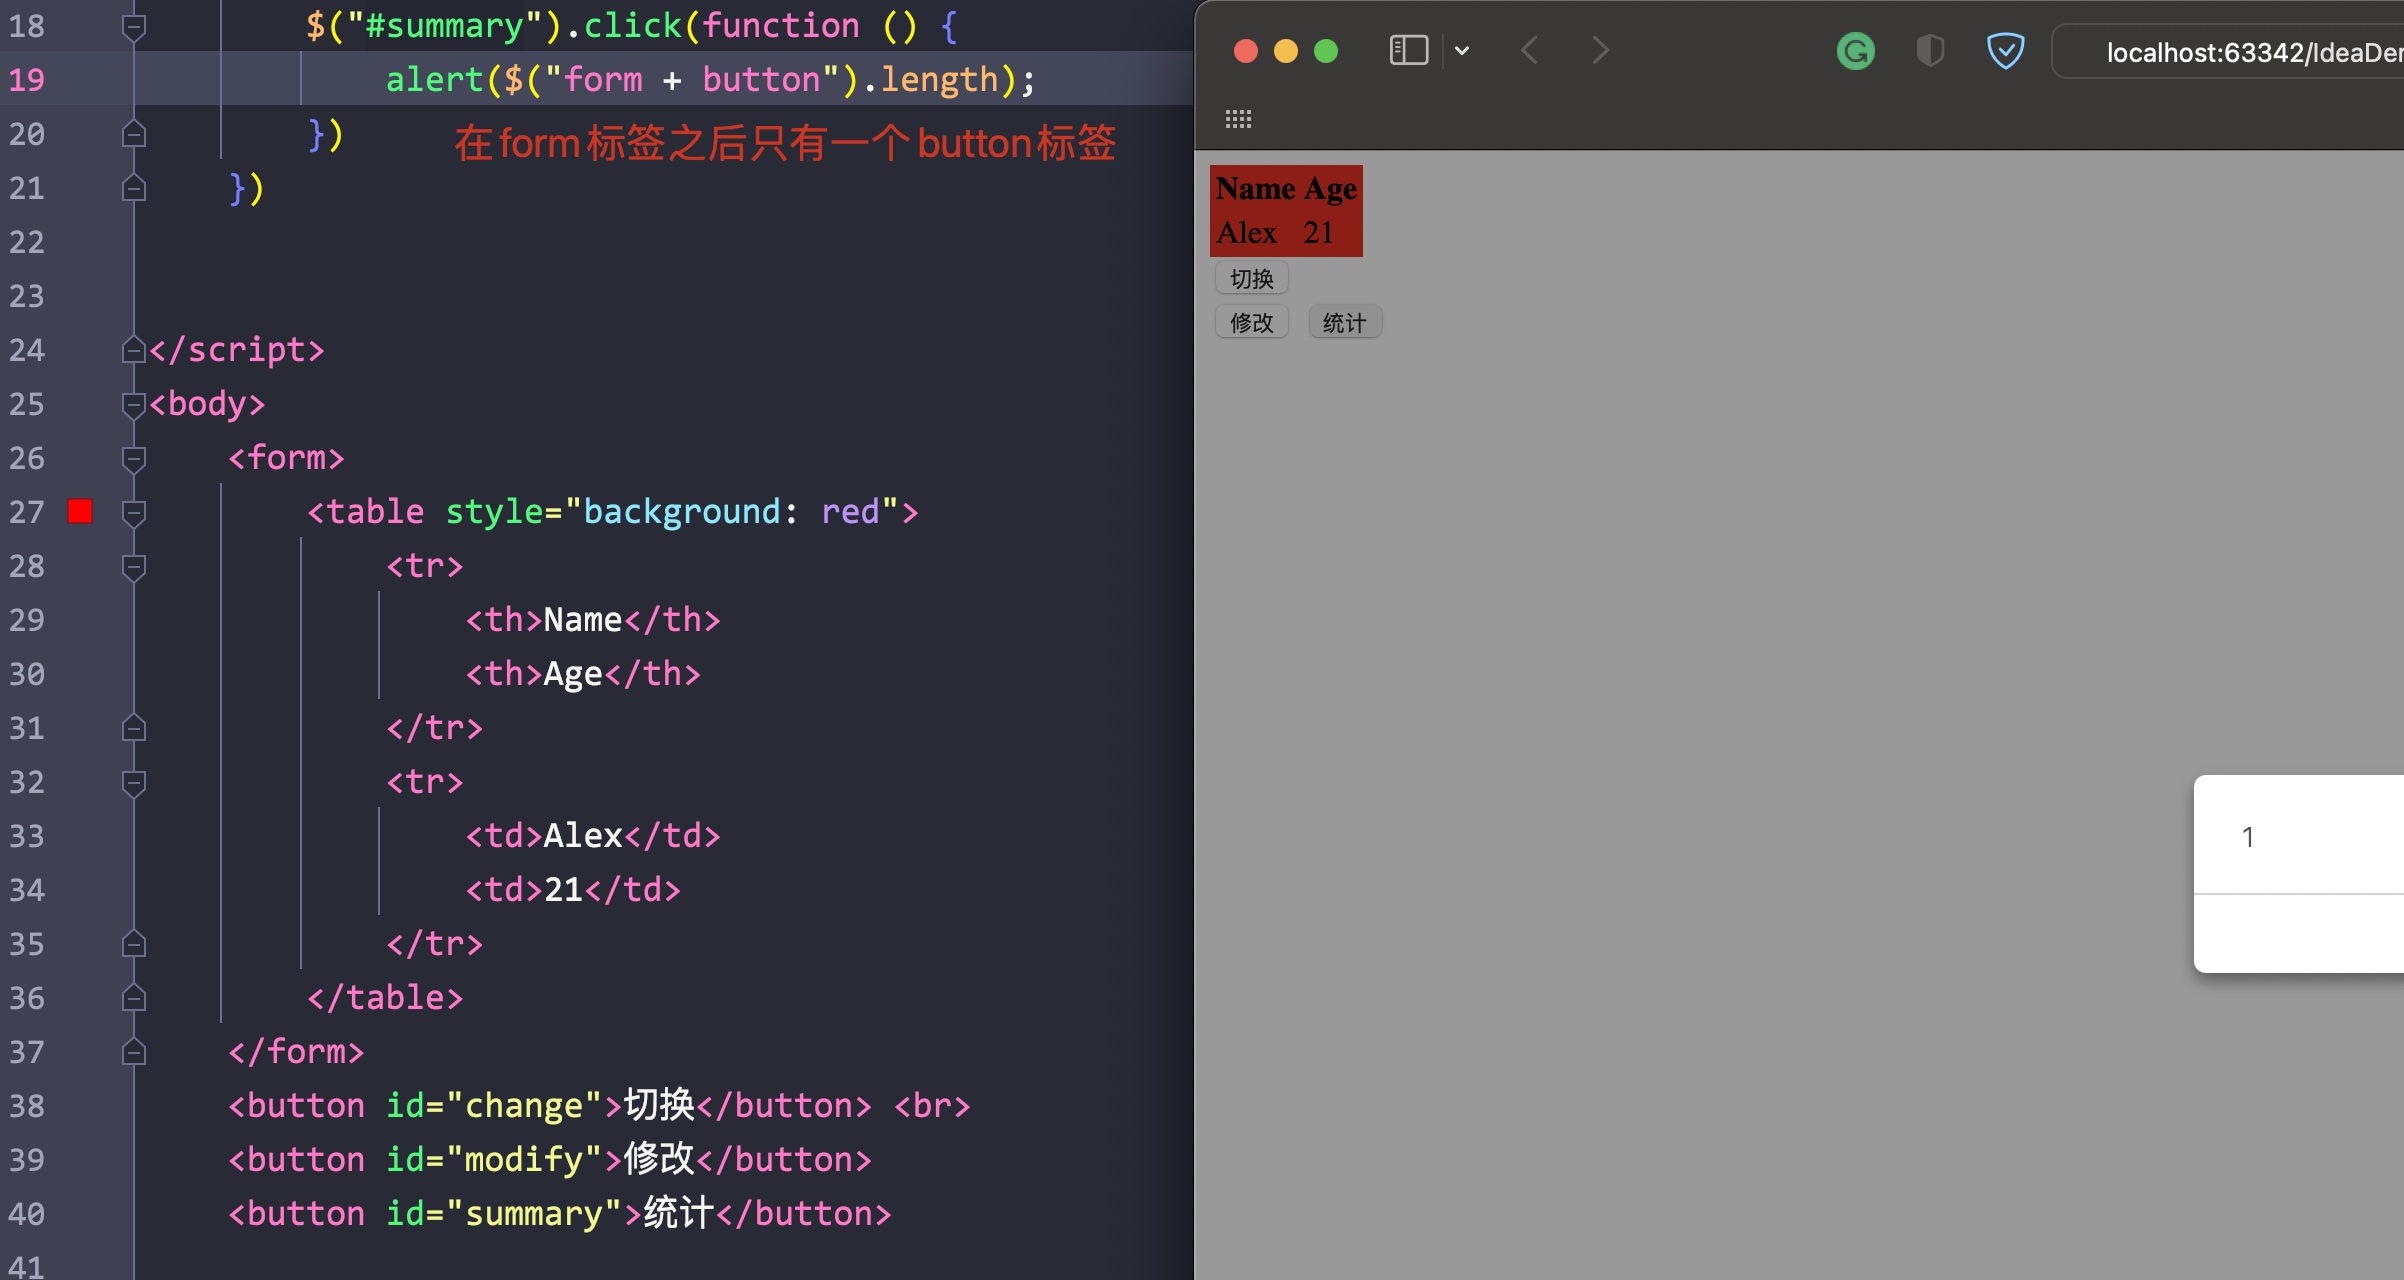 18 $("#summary").click(function () {
19 alert($("form + button").length);
20 })
在form标签之后只有一个button标签
21 })
22
23
24 </script>
25 <body>
26 <form>
27 <table style="background: red">
28 <tr>
29 <th>Name</th>
30 <th>Age</th>
31 </tr>
32 <tr>
33 <td>Alex</td>
34 <td>21</td>
35 </tr>
36 </table>
37 </form>
38 <button id="change">切换</button> <br>
39 <button id="modify">修改</button>
40 <button id="summary">统计</button>
41
localhost:63342/IdeaDe
Name Age
Alex 21
切换
修改 统计
1